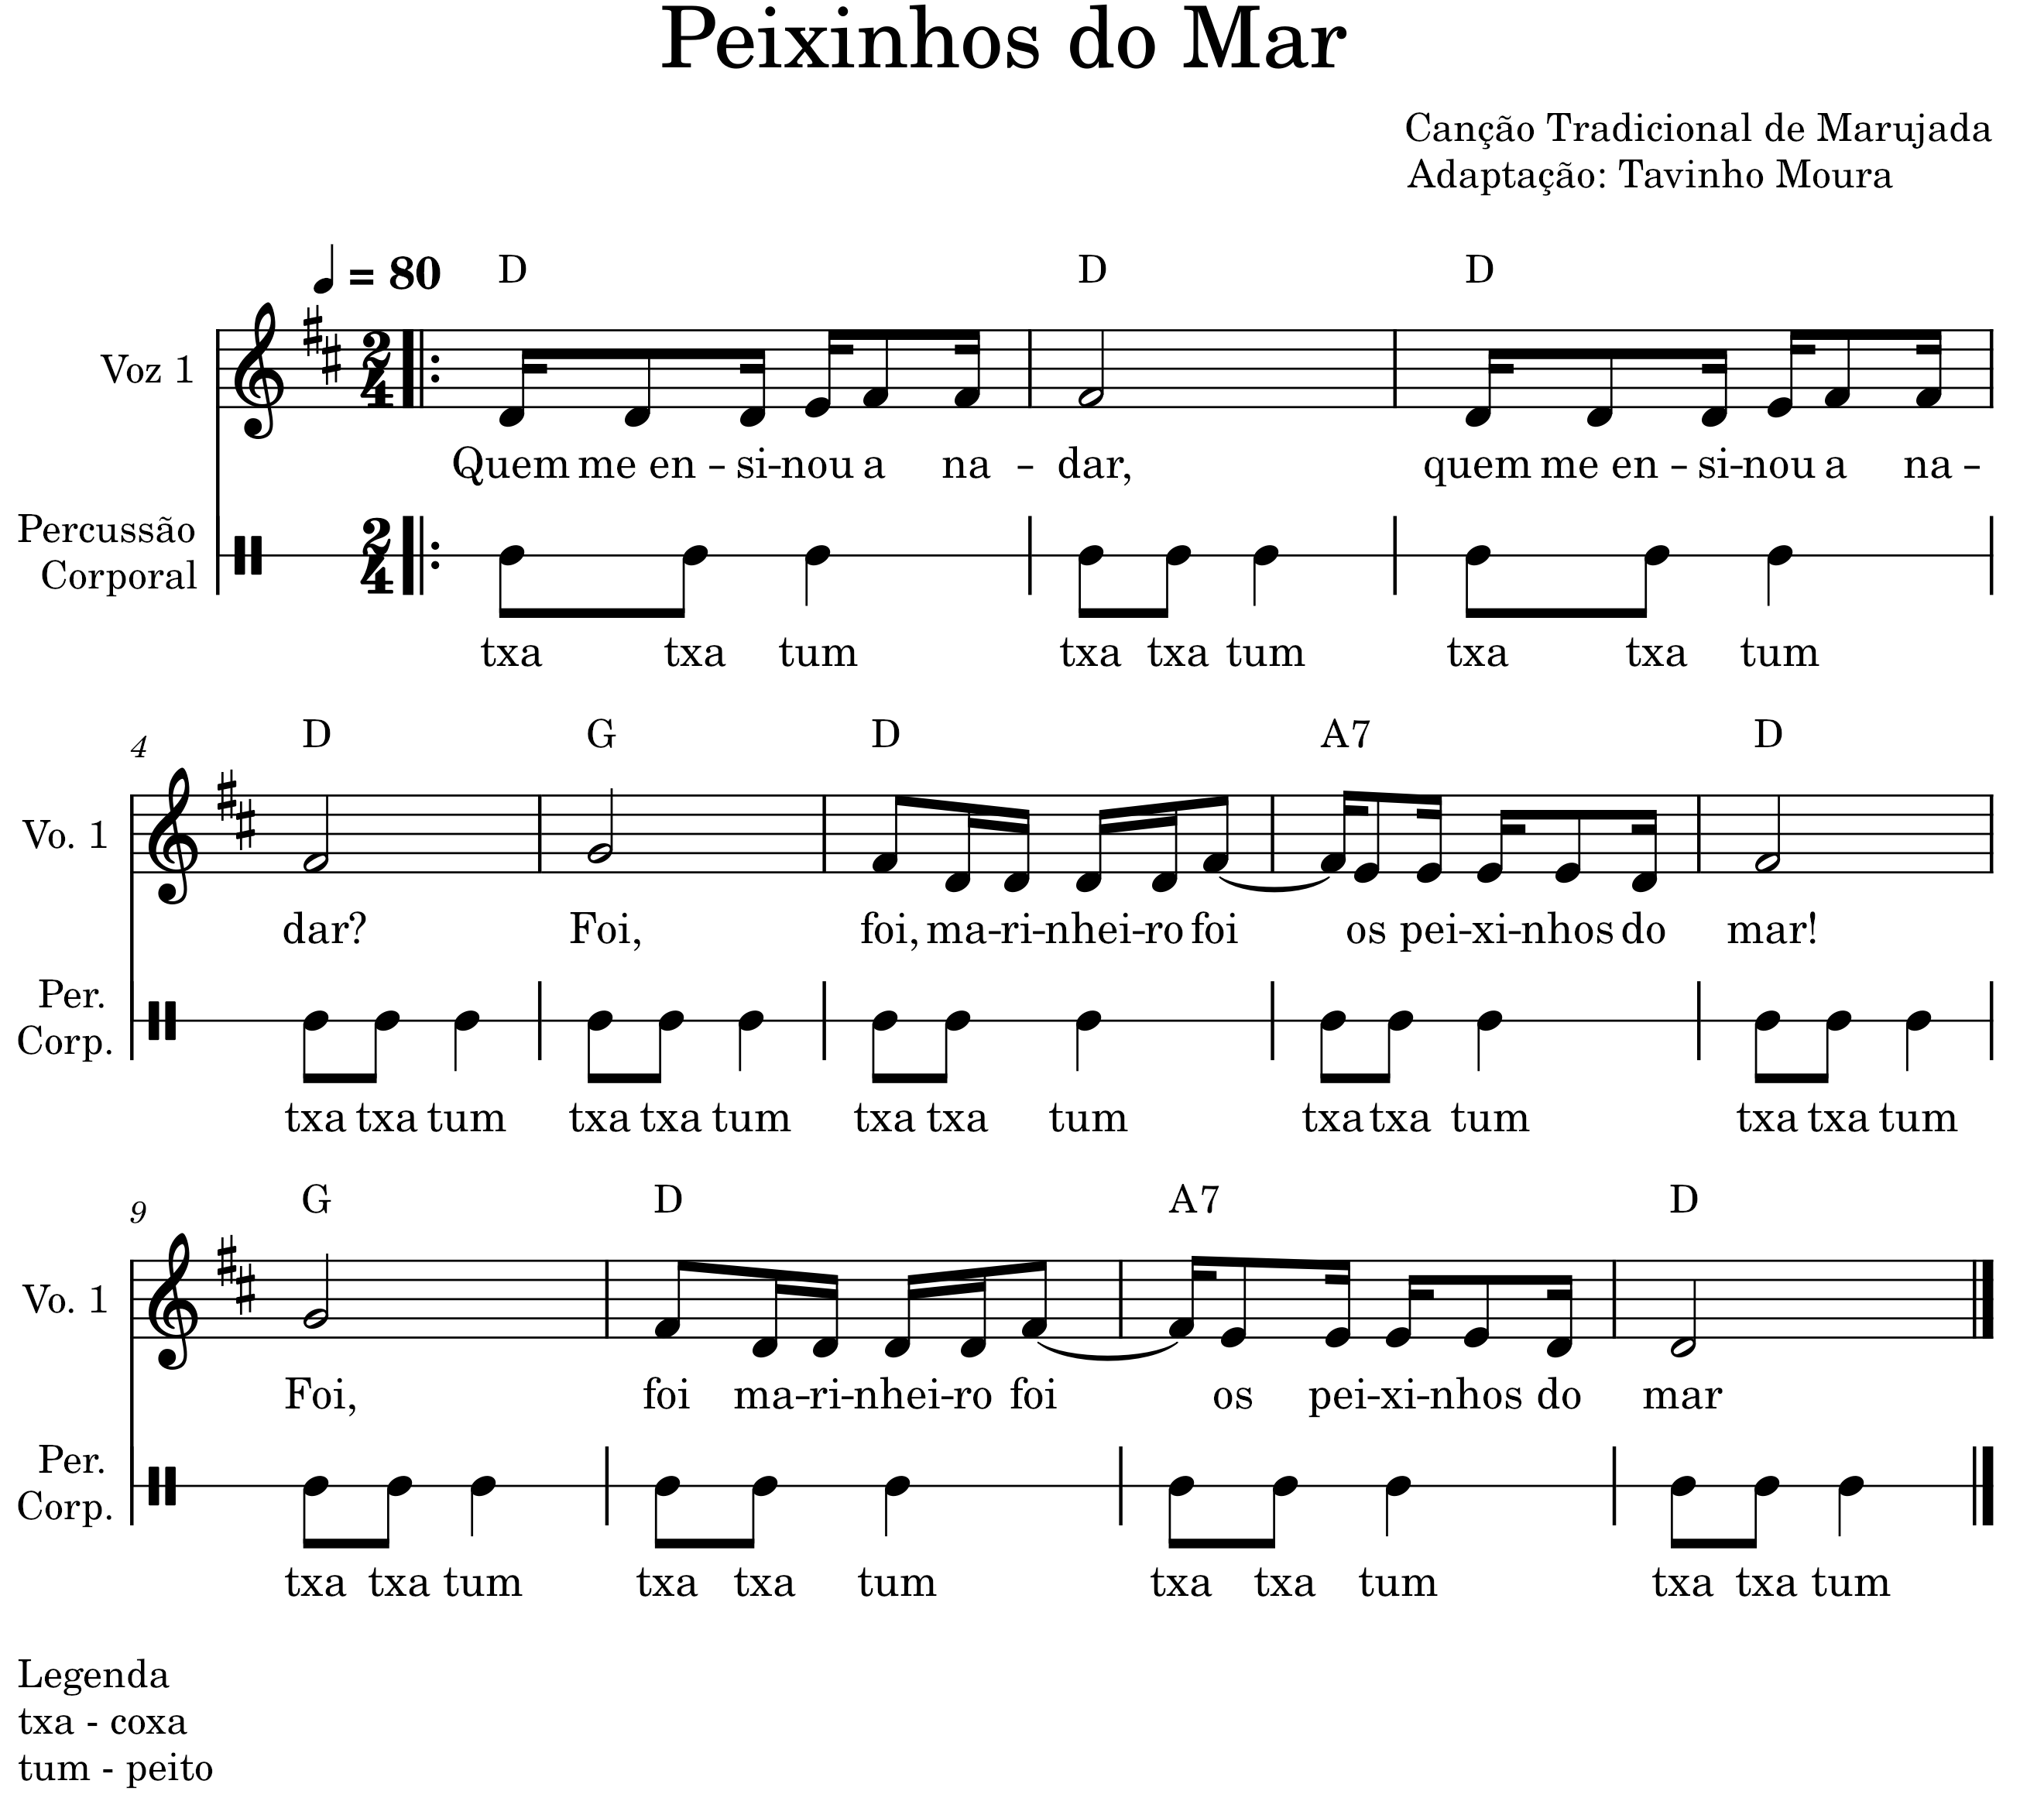 Peixinhos do Mar
Canção Tradicional de Marujada
Adaptação: Tavinho Moura
= 80
D D D
Voz 1
2
4
Quem me en - si - nou a na - dar, quem me en - si - nou a na -
Percussão
Corporal
2
4
txa txa tum txa txa tum txa txa tum
4
D G D A7 D
Vo. 1
dar? Foi, foi, ma - ri - nhei - ro foi os pei - xi - nhos do mar!
Per.
Corp.
txa txa tum txa txa tum txa txa tum txa txa tum txa txa tum
9
G D A7 D
Vo. 1
Foi, foi ma - ri - nhei - ro foi os pei - xi - nhos do mar
Per.
Corp.
txa txa tum txa txa tum txa txa tum txa txa tum
Legenda
txa - coxa
tum - peito